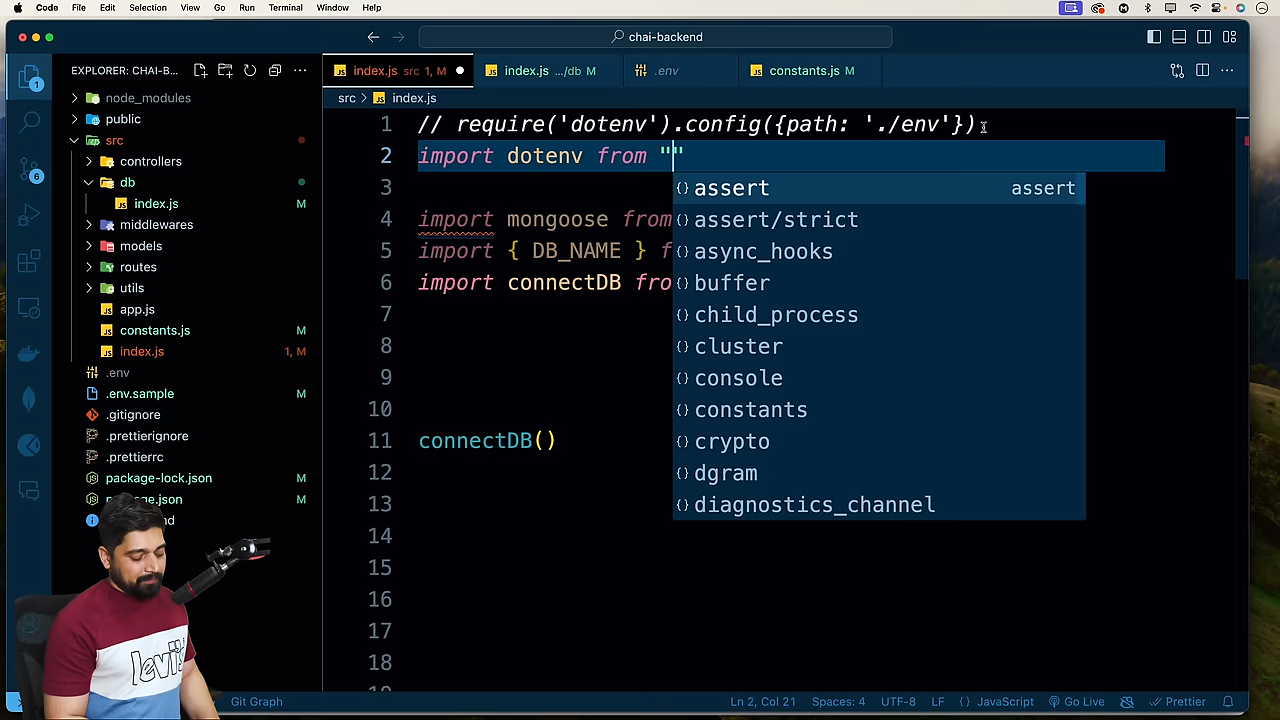 Code File Edit Selection View Go Run Terminal Window Help
chai-backend
EXPLORER: CHAI-B...
index.js src 1, M
index.js .../db M
.env
constants.js M
src > index.js
node_modules
public
src
controllers
db
index.js M
middlewares
models
routes
utils
app.js
constants.js M
index.js 1, M
.env
.env.sample M
.gitignore
.prettierignore
.prettierrc
package-lock.json M
.json M
1 // require('dotenv').config({path: './env'})
2 import dotenv from ""
3
4 import mongoose from
5 import { DB_NAME } f
6 import connectDB fro
7
8
9
10
11 connectDB()
12
13
14
15
16
17
18
assert assert
assert/strict
async_hooks
buffer
child_process
cluster
console
constants
crypto
dgram
diagnostics_channel
1
6
levi's
Git Graph
Ln 2, Col 21 Spaces: 4 UTF-8 LF {} JavaScript Go Live Prettier